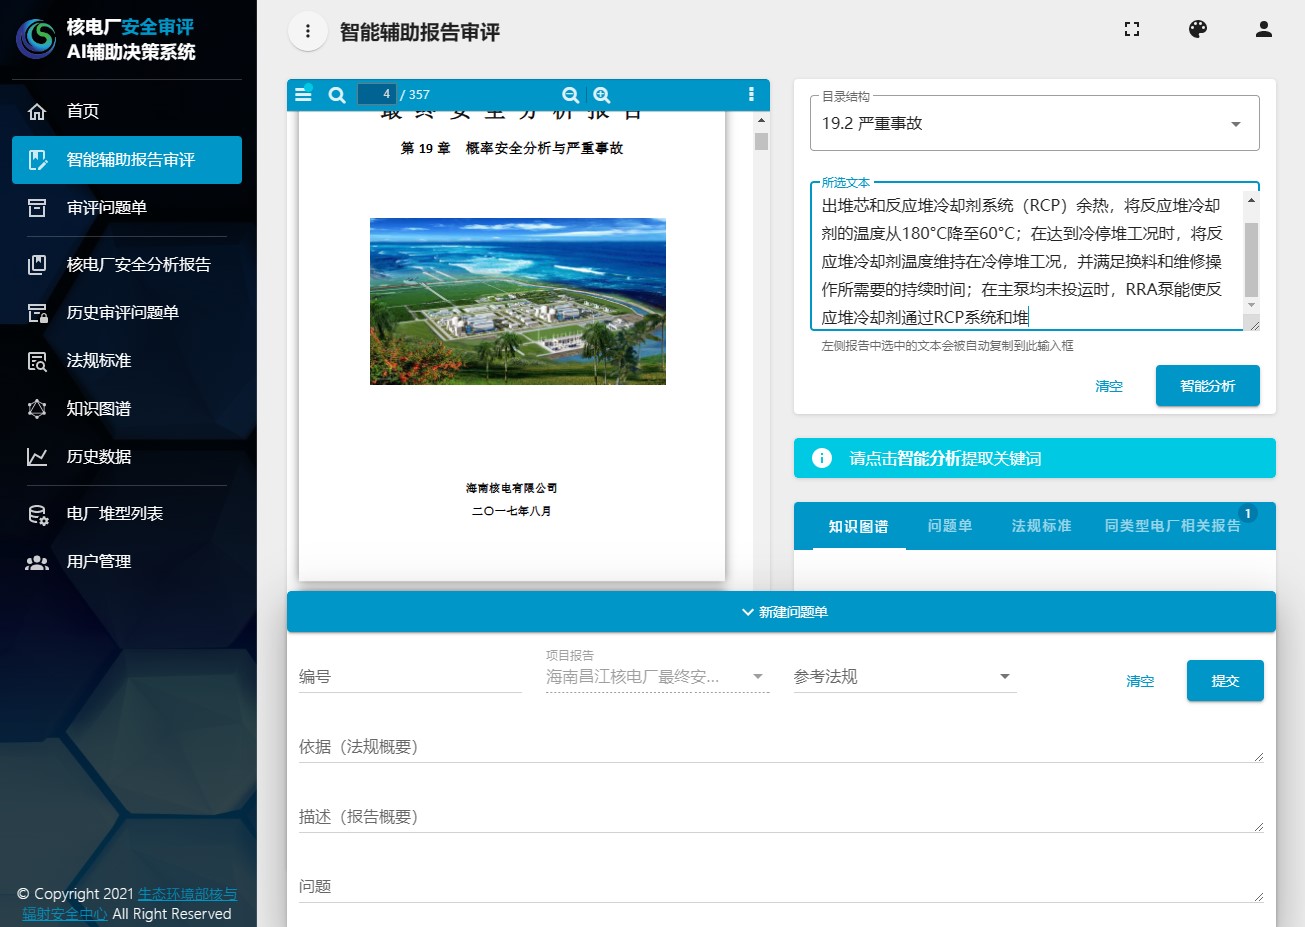 核电厂安全审评
AI辅助决策系统
首页
智能辅助报告审评
审评问题单
核电厂安全分析报告
历史审评问题单
法规标准
知识图谱
历史数据
电厂堆型列表
用户管理
© Copyright 2021 生态环境部核与
辐射安全中心 All Right Reserved
智能辅助报告审评
4 / 357
最终安全分析报告
第 19 章 概率安全分析与严重事故
海南核电有限公司
二〇一七年八月
目录结构
19.2 严重事故
所选文本
出堆芯和反应堆冷却剂系统（RCP）余热，将反应堆冷却
剂的温度从180°C降至60°C；在达到冷停堆工况时，将反
应堆冷却剂温度维持在冷停堆工况，并满足换料和维修操
作所需要的持续时间；在主泵均未投运时，RRA泵能使反
应堆冷却剂通过RCP系统和堆
左侧报告中选中的文本会被自动复制到此输入框
清空
智能分析
请点击智能分析提取关键词
知识图谱
问题单
法规标准
同类型电厂相关报告
1
新建问题单
编号
项目报告
海南昌江核电厂最终安...
参考法规
清空
提交
依据（法规概要）
描述（报告概要）
问题